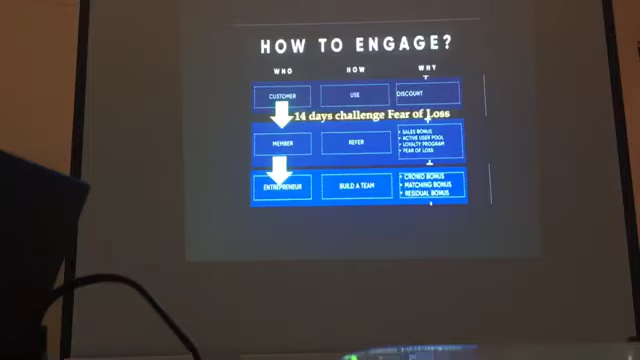 HOW TO ENGAGE?
WHO HOW WHY
CUSTOMER USE DISCOUNT
14 days challenge Fear of Loss
MEMBER REFER
SALES BONUS
ACTIVE USER POOL
LOYALTY PROGRAM
FEAR OF LOSS
ENTREPRENEUR BUILD A TEAM
CROWD BONUS
MATCHING BONUS
RESIDUAL BONUS